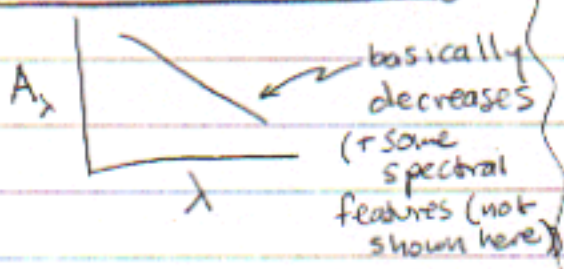 A_λ
λ
basically
decreases
(+ some
spectral
features (not
shown here)